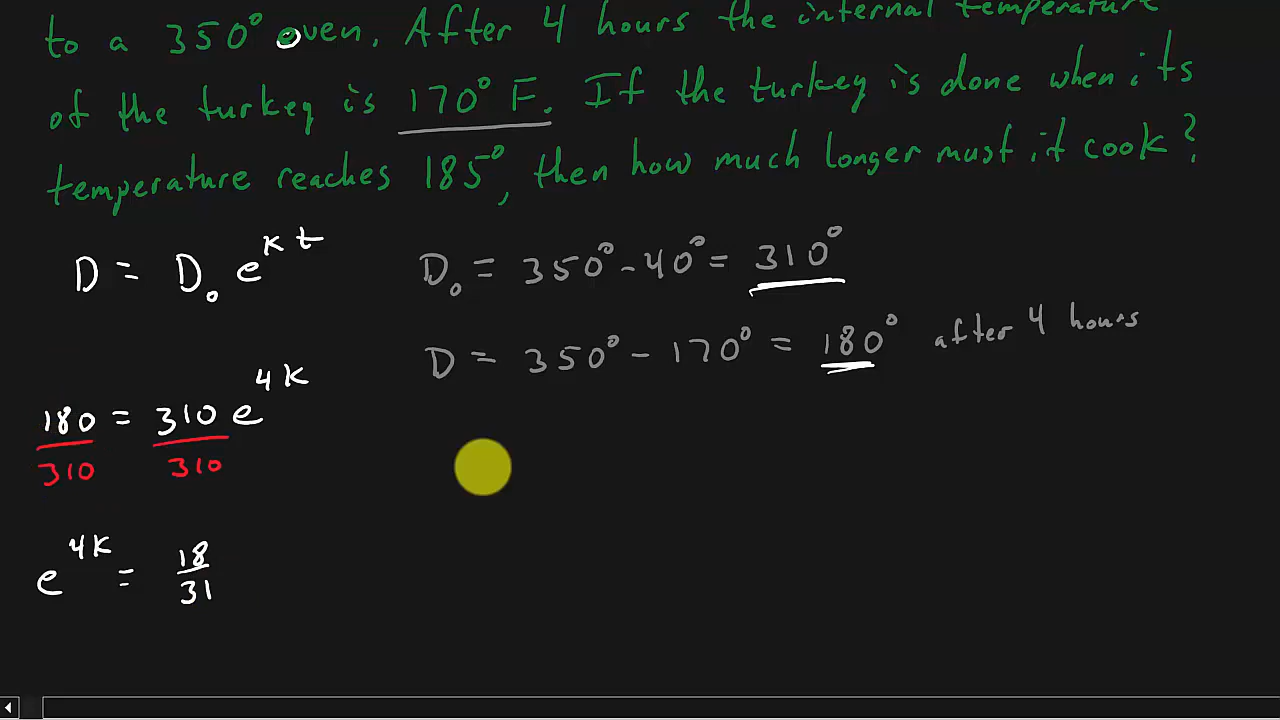 to a 350° oven. After 4 hours the internal temperature
of the turkey is 170° F. If the turkey is done when its
temperature reaches 185°, then how much longer must it cook?
D = D₀ e^{kt}
D₀ = 350° - 40° = 310°
D = 350° - 170° = 180° after 4 hours
180 = 310 e^{4k}
310 310
e^{4k} = 18/31